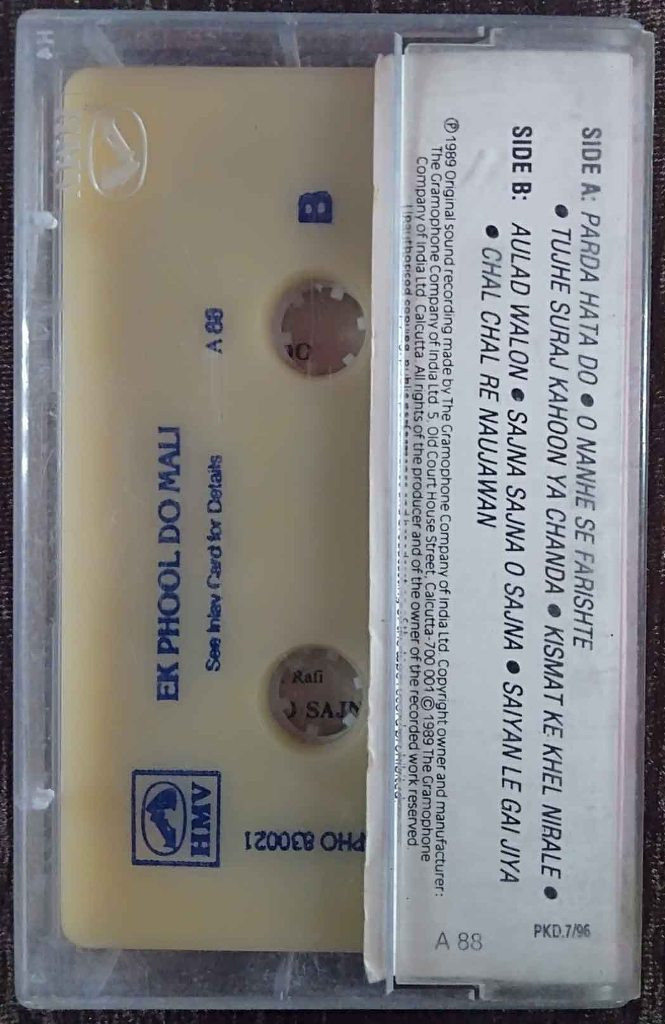 SIDE A: PARDA HATA DO ● O NANHE SE FARISHTE
● TUJHE SURAJ KAHOON YA CHANDA ● KISMAT KE KHEL NIRALE ●
SIDE B: AULAD WALON ● SAJNA SAJNA O SAJNA ● SAIYAN LE GAI JIYA
● CHAL CHAL RE NAUJAWAN
Ⓟ 1989 Original sound recording made by The Gramophone Company of India Ltd. Copyright owner and manufacturer:
The Gramophone Company of India Ltd. 5, Old Court House Street, Calcutta-700 001 © 1989 The Gramophone
Company of India Ltd. Calcutta. All rights of the producer and of the owner of the recorded work reserved.
PKD.7/96
A 88
B
A 88
See Inlay Card for Details
EK PHOOL DO MALI
HMV
PHO 830021
Rafi
O SAJN